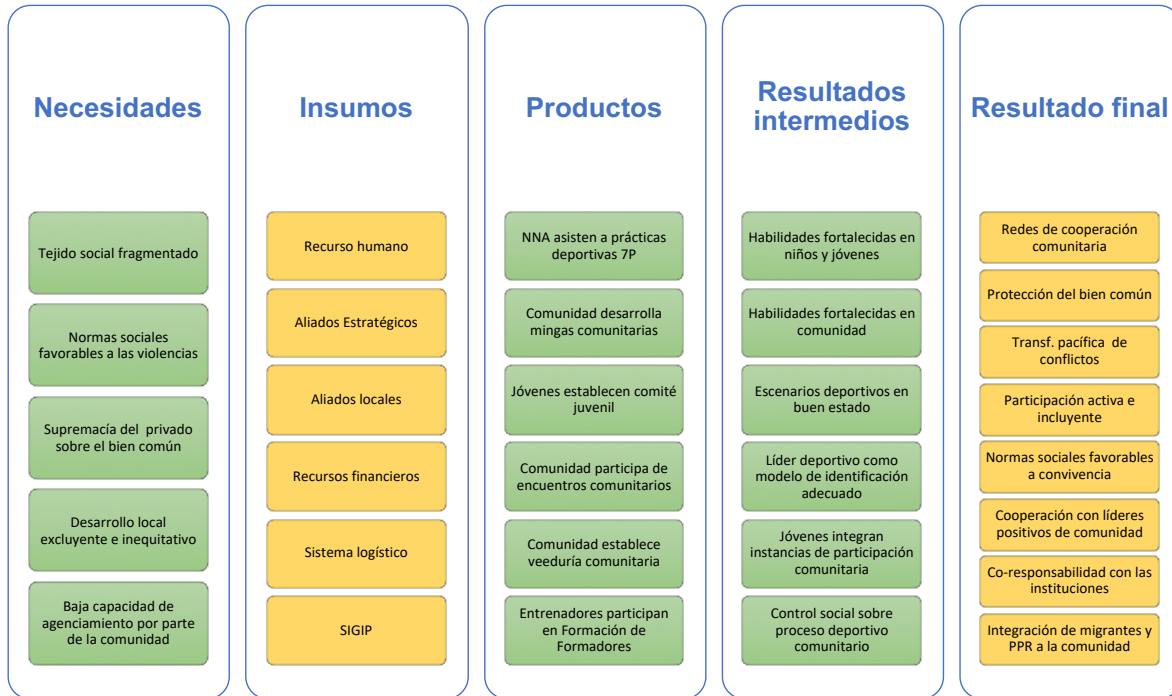 Necesidades
Tejido social fragmentado
Normas sociales
favorables a las violencias
Supremacía del privado
sobre el bien común
Desarrollo local
excluyente e inequitativo
Baja capacidad de
agenciamiento por parte
de la comunidad
Insumos
Recurso humano
Aliados Estratégicos
Aliados locales
Recursos financieros
Sistema logístico
SIGIP
Productos
NNA asisten a prácticas
deportivas 7P
Comunidad desarrolla
mingas comunitarias
Jóvenes establecen comité
juvenil
Comunidad participa de
encuentros comunitarios
Comunidad establece
veeduría comunitaria
Entrenadores participan
en Formación de
Formadores
Resultados
intermedios
Habilidades fortalecidas en
niños y jóvenes
Habilidades fortalecidas en
comunidad
Escenarios deportivos en
buen estado
Líder deportivo como
modelo de identificación
adecuado
Jóvenes integran
instancias de participación
comunitaria
Control social sobre
proceso deportivo
comunitario
Resultado final
Redes de cooperación
comunitaria
Protección del bien común
Transf. pacífica de
conflictos
Participación activa e
incluyente
Normas sociales favorables
a convivencia
Cooperación con líderes
positivos de comunidad
Co-responsabilidad con las
instituciones
Integración de migrantes y
PPR a la comunidad